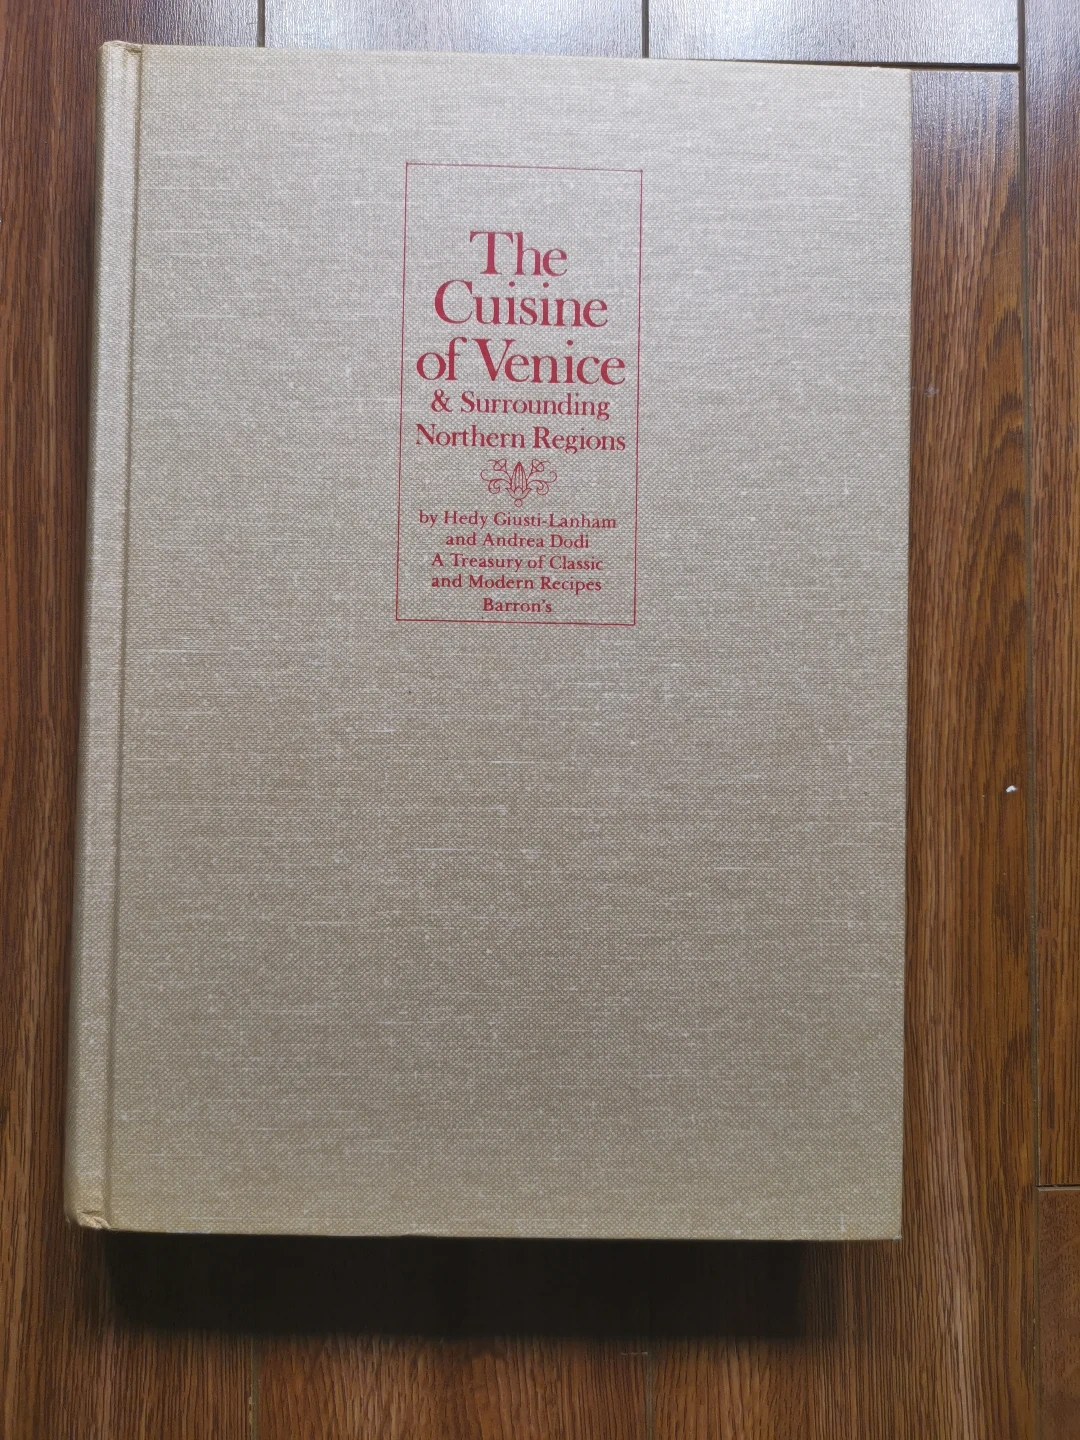 The
Cuisine
of Venice
& Surrounding
Northern Regions
by Hedy Giusti-Lanham
and Andrea Dodi
A Treasury of Classic
and Modern Recipes
Barron's